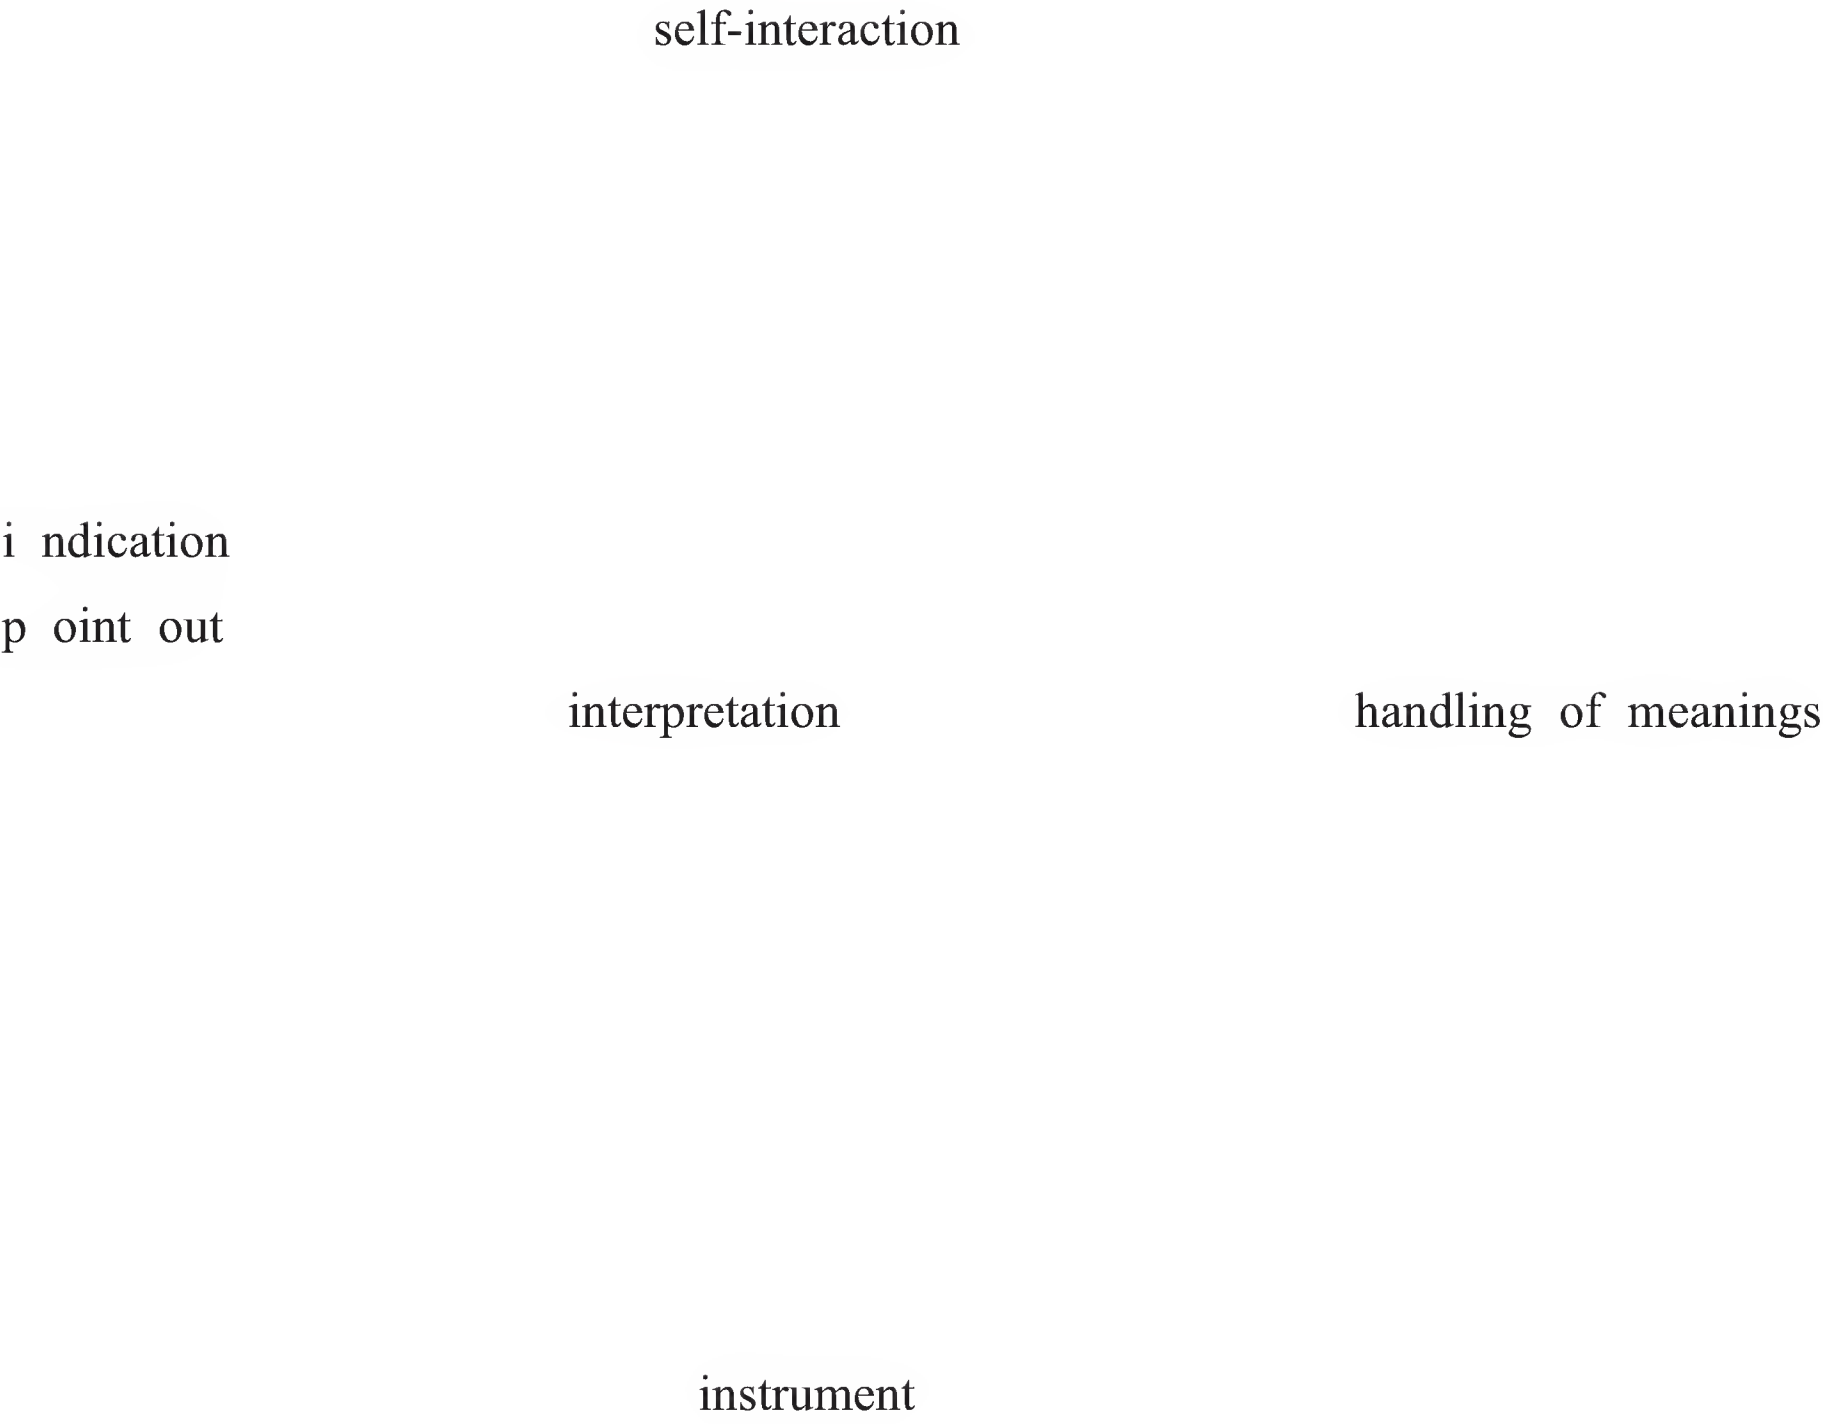 self-interaction
i ndication
p oint out
interpretation handling of meanings
instrument